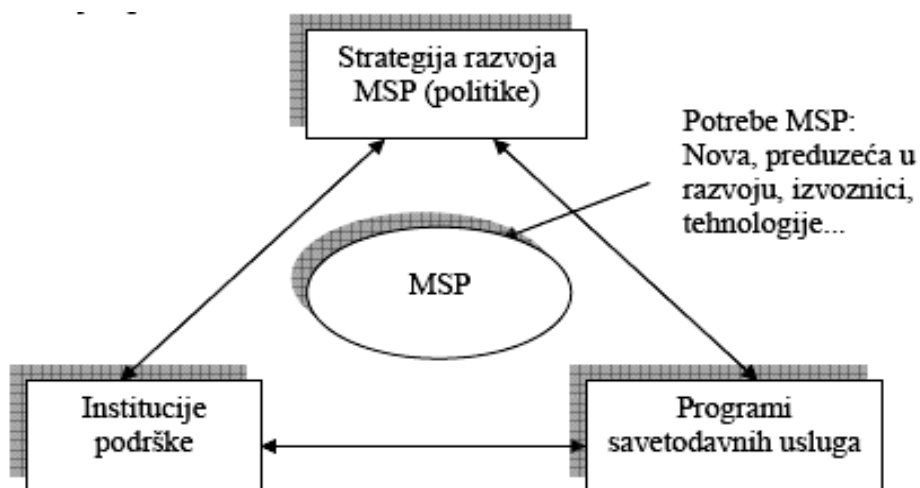 Strategija razvoja
MSP (politike)
Potrebe MSP:
Nova, preduzeća u
razvoju, izvoznici,
tehnologije...
MSP
Institucije
podrške
Programi
savetodavnih usluga